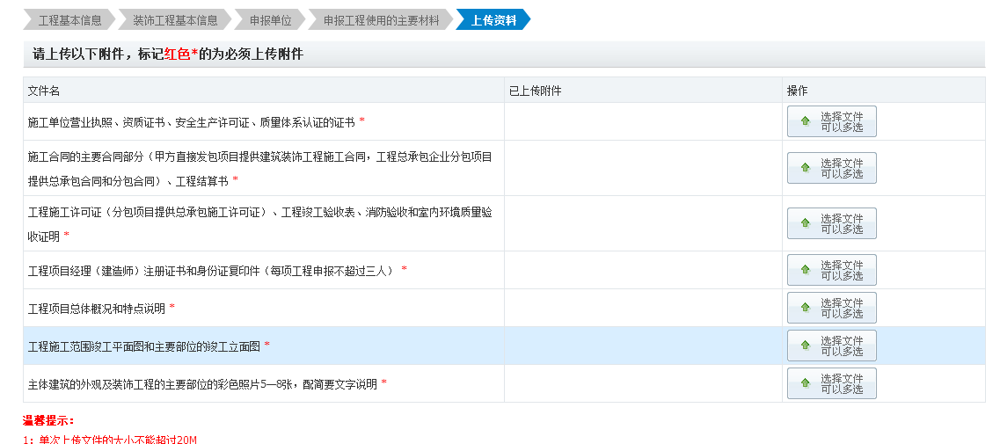 工程基本信息 装饰工程基本信息 申报单位 申报工程使用的主要材料 上传资料
请上传以下附件，标记红色*的为必须上传附件
文件名 已上传附件 操作
施工单位营业执照、资质证书、安全生产许可证、质量体系认证的证书 *
选择文件
可以多选
施工合同的主要合同部分（甲方直接发包项目提供建筑装饰工程施工合同，工程总承包企业分包项目
提供总承包合同和分包合同）、工程结算书 *
选择文件
可以多选
工程施工许可证（分包项目提供总承包施工许可证）、工程竣工验收表、消防验收和室内环境质量验
收证明 *
选择文件
可以多选
工程项目经理（建造师）注册证书和身份证复印件（每项工程申报不超过三人） *
选择文件
可以多选
工程项目总体概况和特点说明 *
选择文件
可以多选
工程施工范围竣工平面图和主要部位的竣工立面图 *
选择文件
可以多选
主体建筑的外观及装饰工程的主要部位的彩色照片5—8张，配简要文字说明 *
选择文件
可以多选
温馨提示：
1：单次上传文件的大小不能超过20M